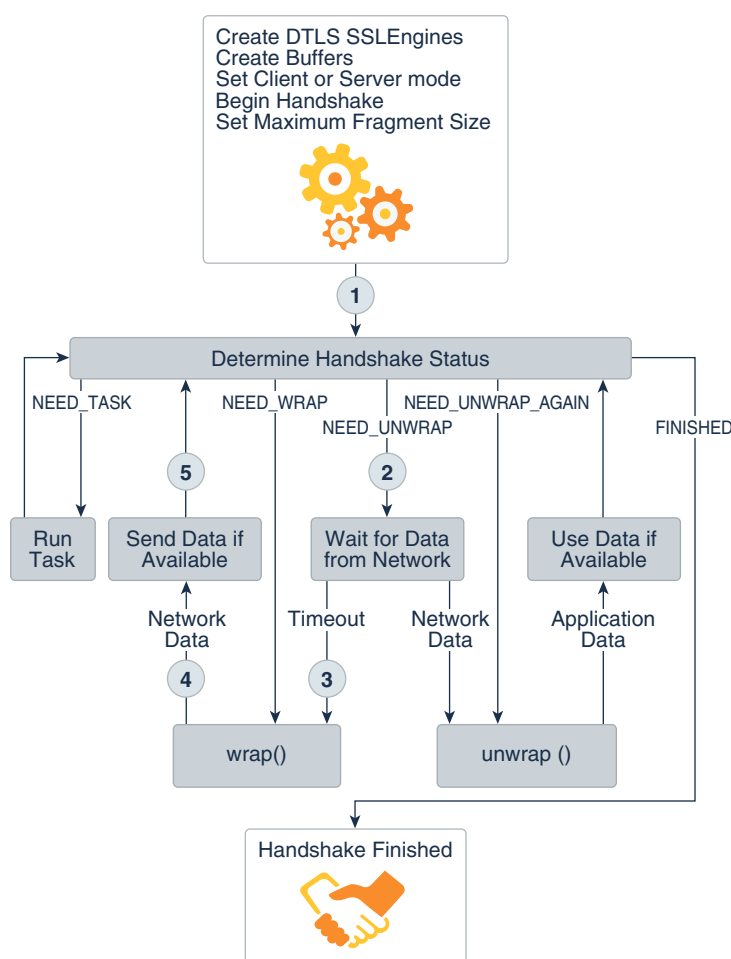 Create DTLS SSLEngines
Create Buffers
Set Client or Server mode
Begin Handshake
Set Maximum Fragment Size
1
Determine Handshake Status
NEED_TASK
NEED_WRAP
NEED_UNWRAP
NEED_UNWRAP_AGAIN
FINISHED
5
2
Run
Task
Send Data if
Available
Wait for Data
from Network
Use Data if
Available
Network
Data
Timeout
Network
Data
Application
Data
4
3
wrap()
unwrap ()
Handshake Finished